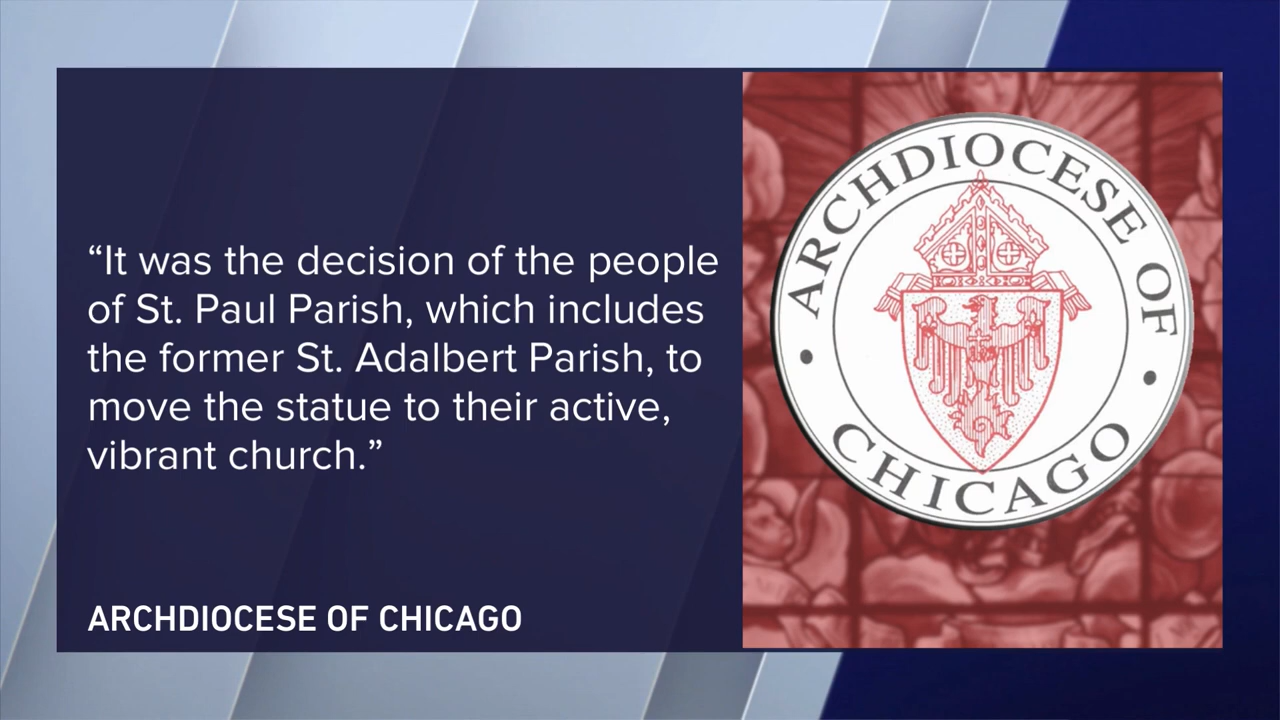 “It was the decision of the people
of St. Paul Parish, which includes
the former St. Adalbert Parish, to
move the statue to their active,
vibrant church.”
ARCHDIOCESE OF CHICAGO
ARCHDIOCESE OF
• CHICAGO •